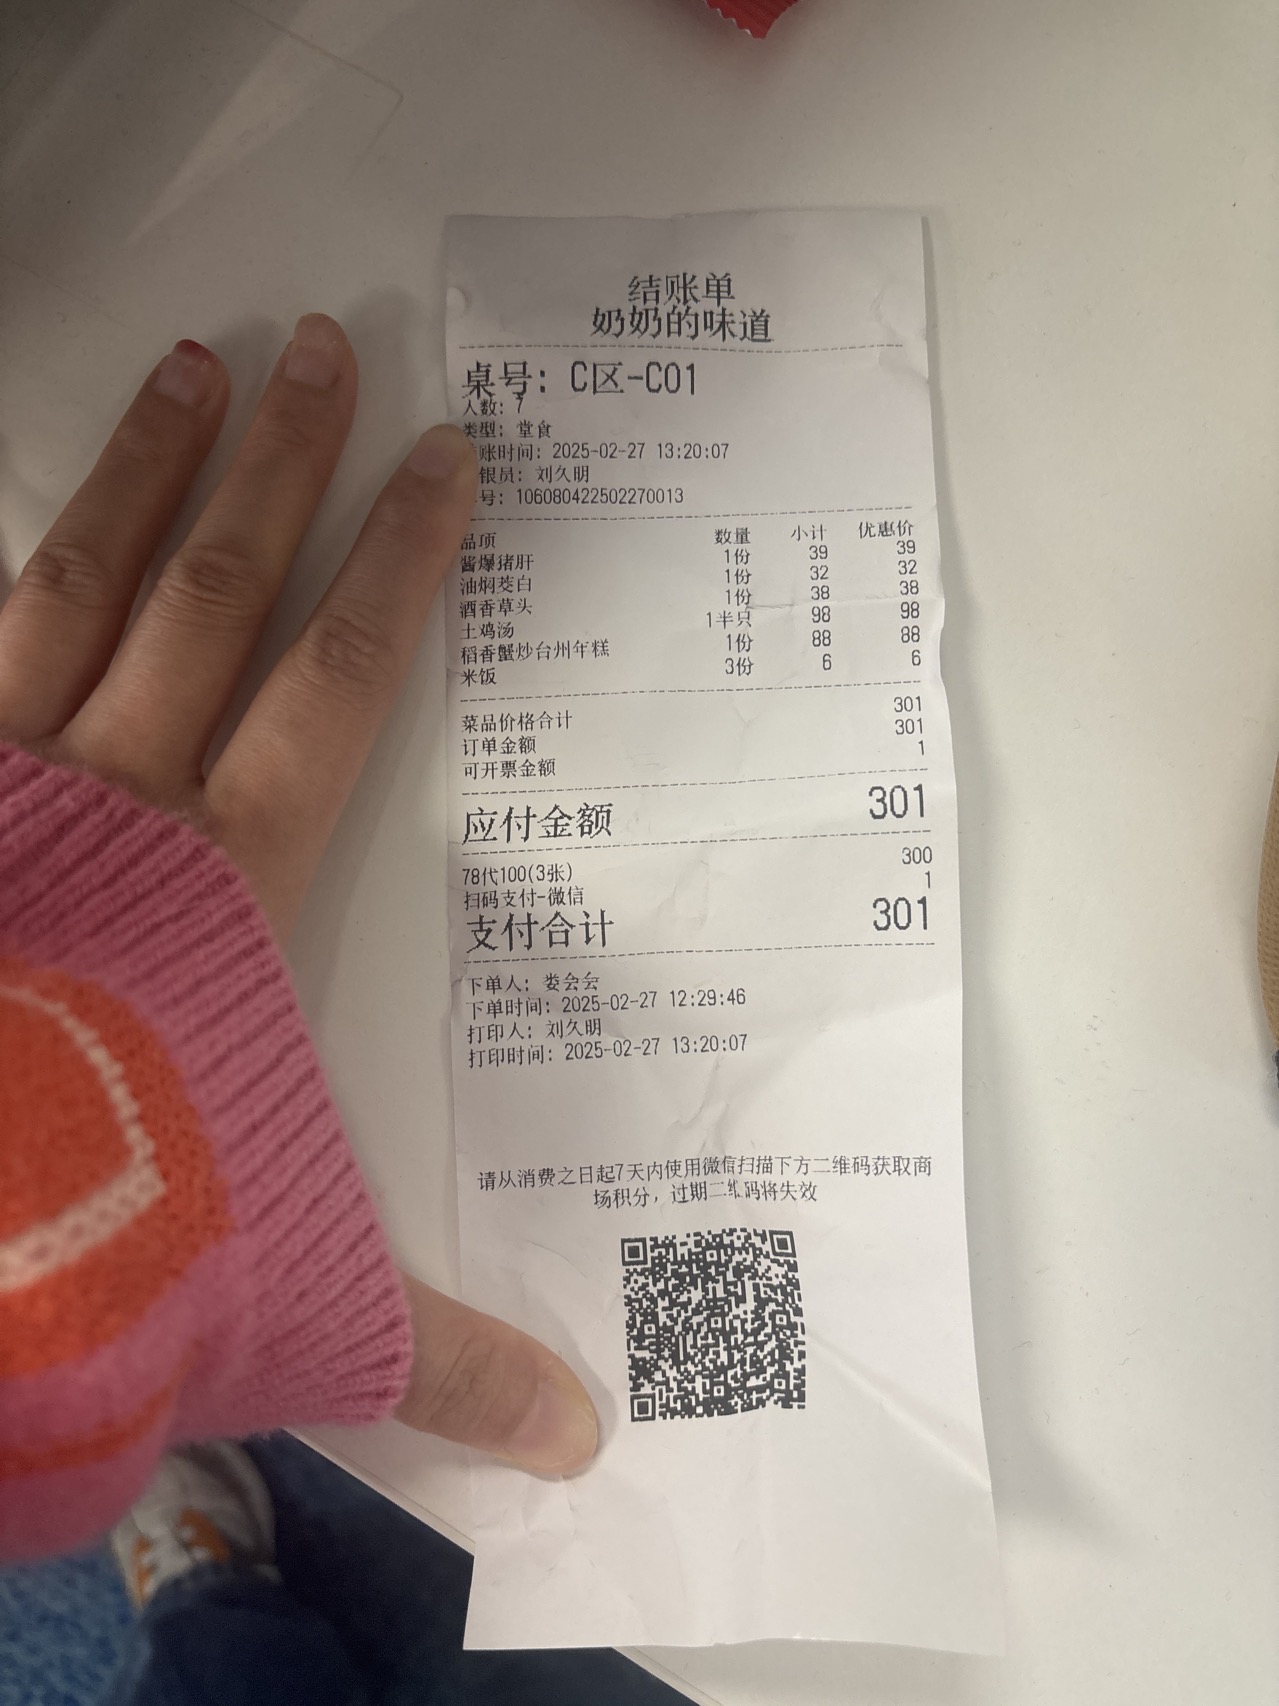 结账单
奶奶的味道
桌号: C区-C01
人数: 7
类型: 堂食
账时间: 2025-02-27 13:20:07
银员: 刘久明
号: 106080422502270013
品项 数量 小计 优惠价
酱爆猪肝 1份 39 39
油焖茭白 1份 32 32
酒香草头 1份 38 38
土鸡汤 1半只 98 98
稻香蟹炒台州年糕 1份 88 88
米饭 3份 6 6
菜品价格合计 301
订单金额 301
可开票金额 1
应付金额 301
78代100(3张) 300
扫码支付-微信 1
支付合计 301
下单人: 娄会会
下单时间: 2025-02-27 12:29:46
打印人: 刘久明
打印时间: 2025-02-27 13:20:07
请从消费之日起7天内使用微信扫描下方二维码获取商
场积分，过期二维码将失效